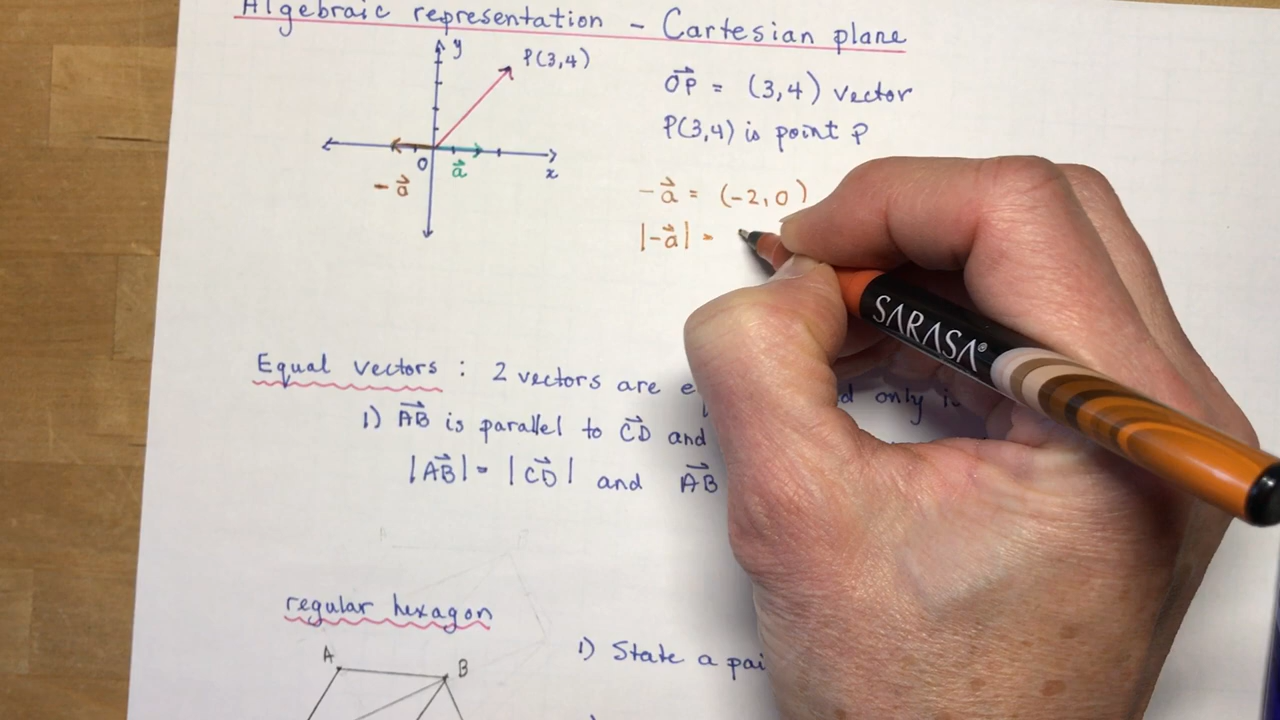 Algebraic representation - Cartesian plane
y
P(3,4)
O
x
a⃗
-a⃗
OP⃗ = (3,4) vector
P(3,4) is point P
-a⃗ = (-2,0)
|-a⃗| =
SARASA®
Equal vectors : 2 vectors are only
1) AB⃗ is parallel to CD⃗ and
|AB⃗| = |CD⃗| and AB⃗
regular hexagon
A
B
1) State a